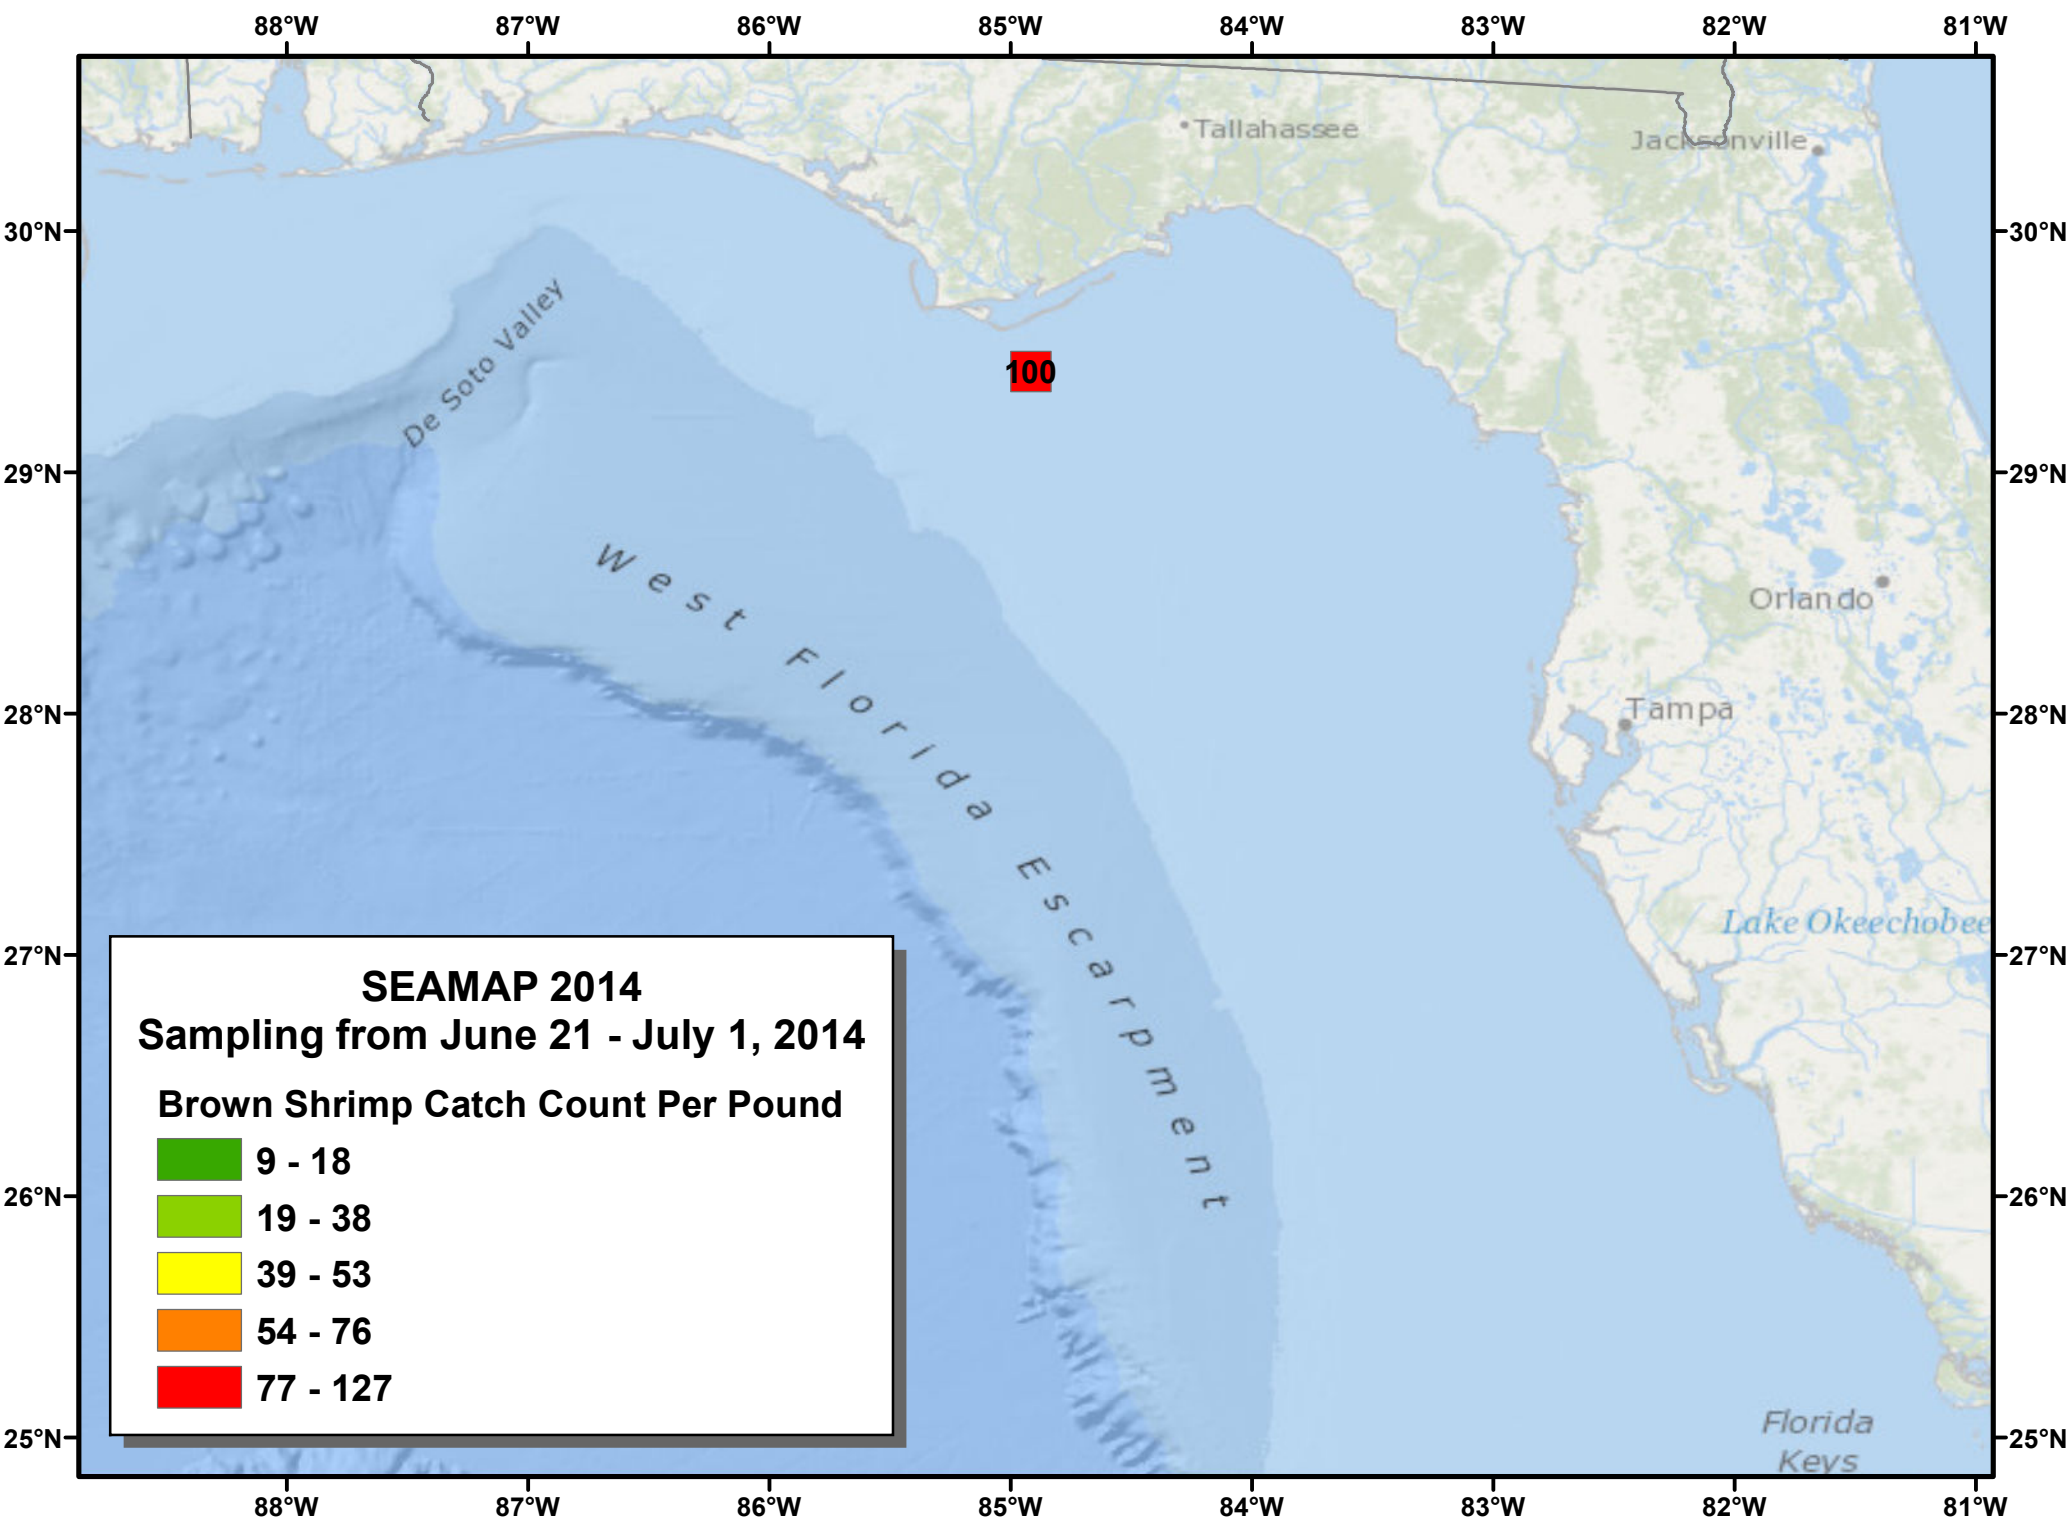 88°W 87°W 86°W 85°W 84°W 83°W 82°W 81°W
Tallahassee
Jacksonville
30°N 30°N
De Soto Valley
100
29°N 29°N
West Florida Escarpment
Orlando
28°N 28°N
Tampa
Lake Okeechobee
27°N 27°N
SEAMAP 2014
Sampling from June 21 - July 1, 2014
Brown Shrimp Catch Count Per Pound
9 - 18
19 - 38
39 - 53
54 - 76
77 - 127
26°N 26°N
Florida
Keys
25°N 25°N
88°W 87°W 86°W 85°W 84°W 83°W 82°W 81°W